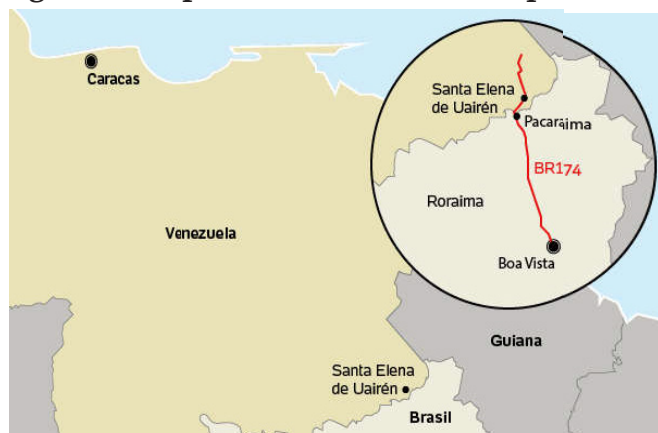 Caracas
Santa Elena
de Uairén
Pacaraima
BR174
Roraima
Venezuela
Boa Vista
Guiana
Santa Elena
de Uairén
Brasil